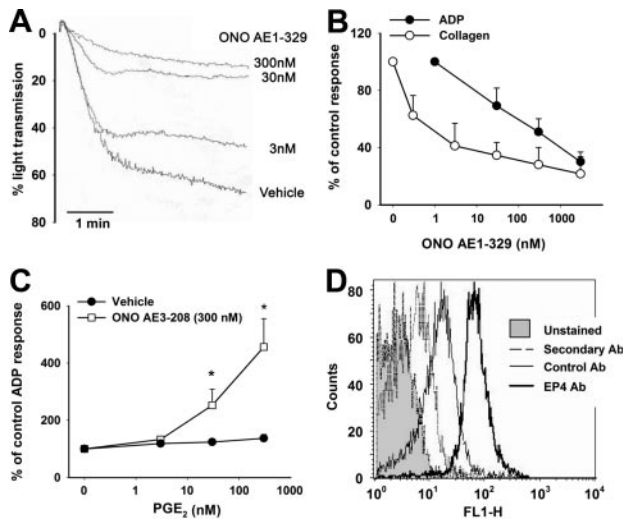 A
ONO AE1-329
% light transmission
0
20
40
60
80
300nM
30nM
3nM
Vehicle
1 min
B
ADP
Collagen
% of control response
120
80
40
0
0 1 10 100 1000
ONO AE1-329 (nM)
C
Vehicle
ONO AE3-208 (300 nM)
% of control ADP response
600
400
200
0
* *
0 1 10 100 1000
PGE2
(nM)
D
Counts
80
60
40
20
0
Unstained
Secondary Ab
Control Ab
EP4 Ab
10^0 10^1 10^2 10^3 10^4
FL1-H